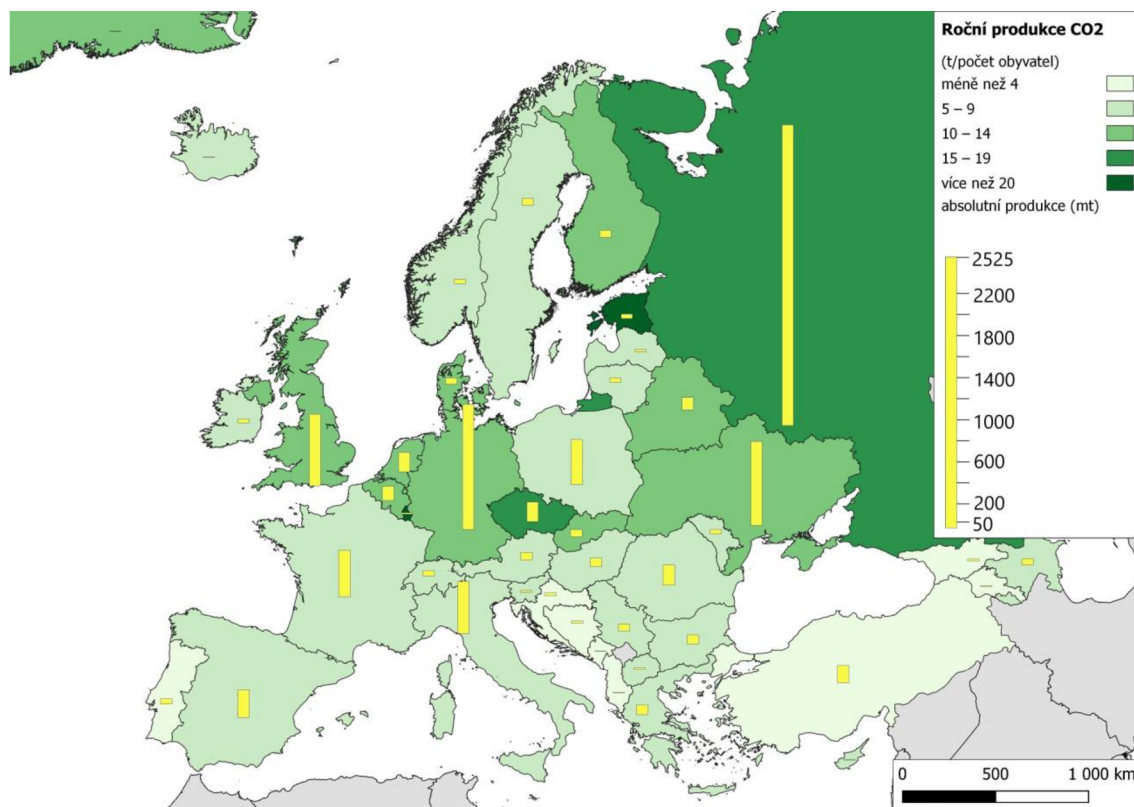 Roční produkce CO2
(t/počet obyvatel)
méně než 4
5 – 9
10 – 14
15 – 19
více než 20
absolutní produkce (mt)
2525
2200
1800
1400
1000
600
200
50
0 500 1 000 km